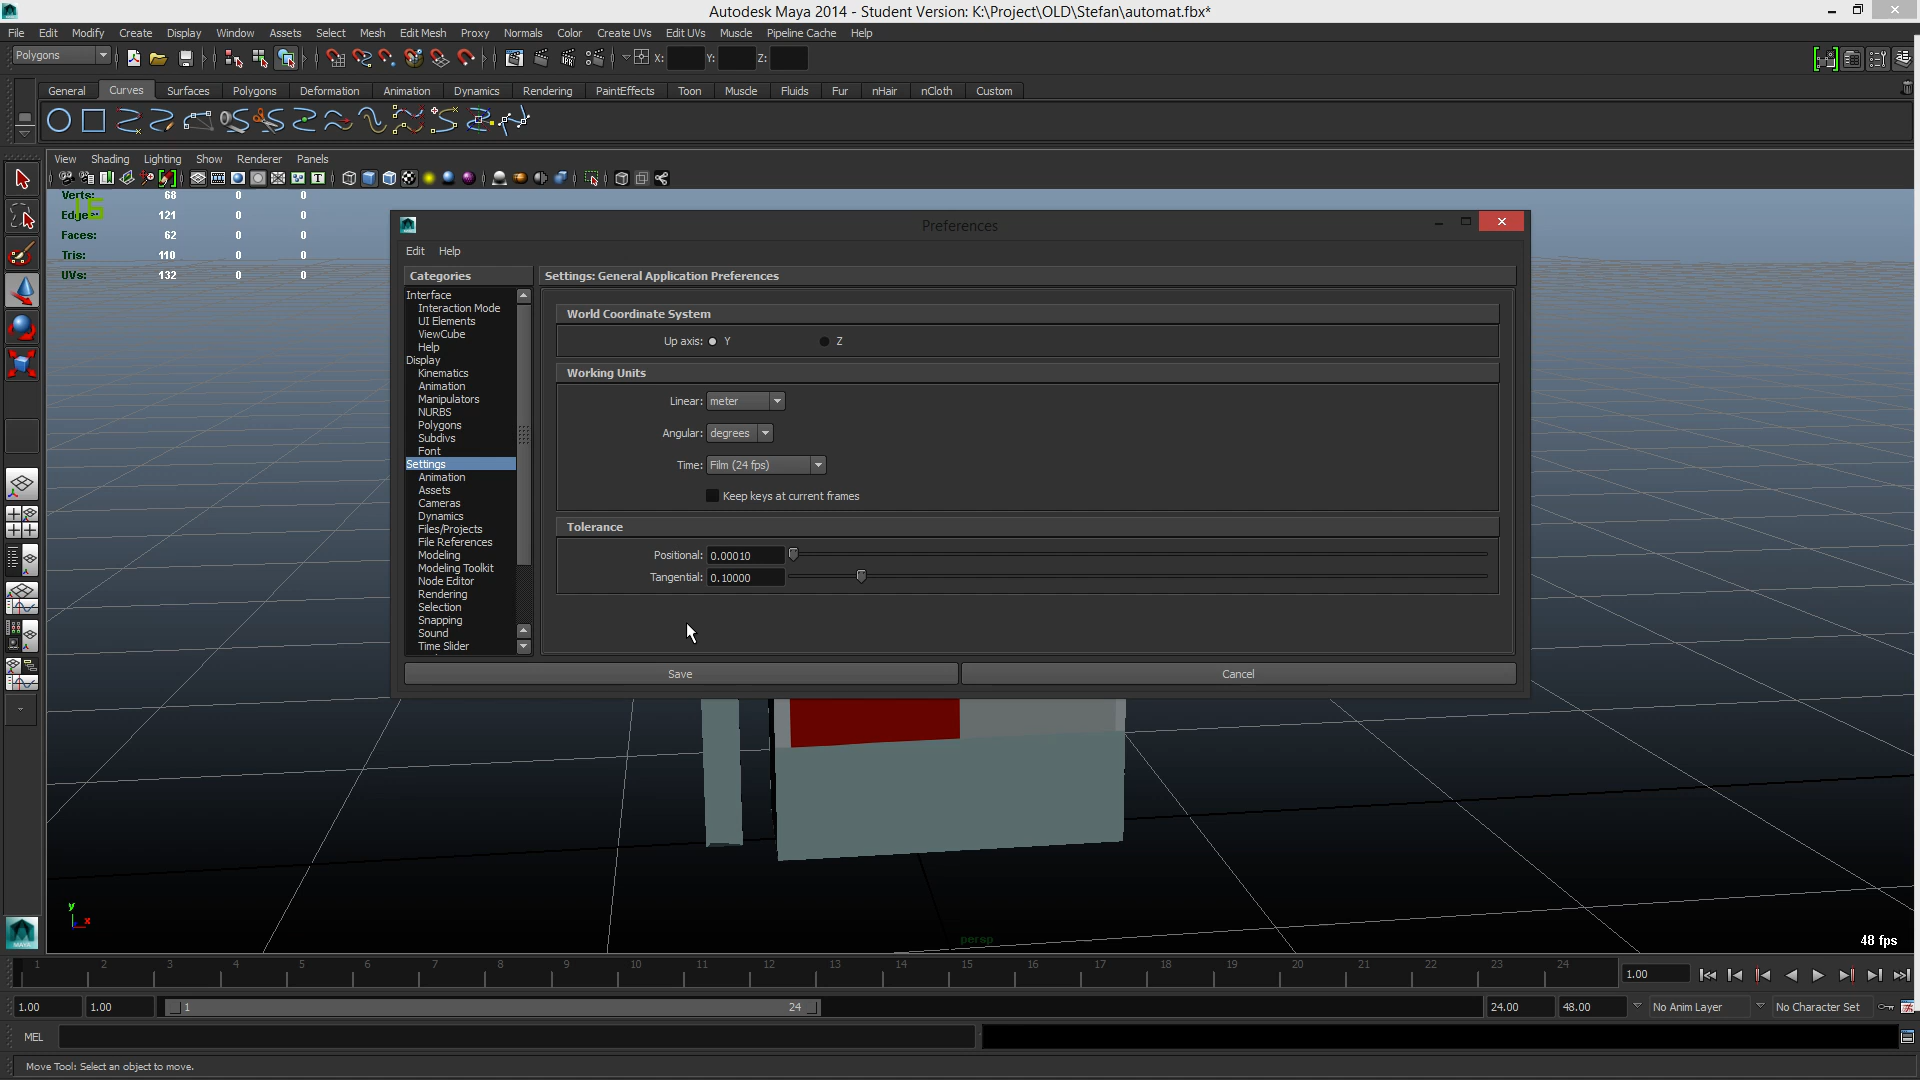 Autodesk Maya 2014 - Student Version: K:\Project\OLD\Stefan\automat.fbx*
File Edit Modify Create Display Window Assets Select Mesh Edit Mesh Proxy Normals Color Create UVs Edit UVs Muscle Pipeline Cache Help
Polygons X: Y: Z:
General Curves Surfaces Polygons Deformation Animation Dynamics Rendering PaintEffects Toon Muscle Fluids Fur nHair nCloth Custom
View Shading Lighting Show Renderer Panels
Verts: 68 0 0
Edges: 121 0 0
15
Faces: 62 0 0
Tris: 110 0 0
UVs: 132 0 0
Preferences
Edit Help
Categories
Interface
Interaction Mode
UI Elements
ViewCube
Help
Display
Kinematics
Animation
Manipulators
NURBS
Polygons
Subdivs
Font
Settings
Animation
Assets
Cameras
Dynamics
Files/Projects
File References
Modeling
Modeling Toolkit
Node Editor
Rendering
Selection
Snapping
Sound
Time Slider
Settings: General Application Preferences
World Coordinate System
Up axis: Y Z
Working Units
Linear: meter
Angular: degrees
Time: Film (24 fps)
Keep keys at current frames
Tolerance
Positional: 0.00010
Tangential: 0.10000
Save Cancel
y
x
persp
48 fps
1 2 3 4 5 6 7 8 9 10 11 12 13 14 15 16 17 18 19 20 21 22 23 24 1.00
1.00 1.00 1 24 24.00 48.00 No Anim Layer No Character Set
MEL
Move Tool: Select an object to move.